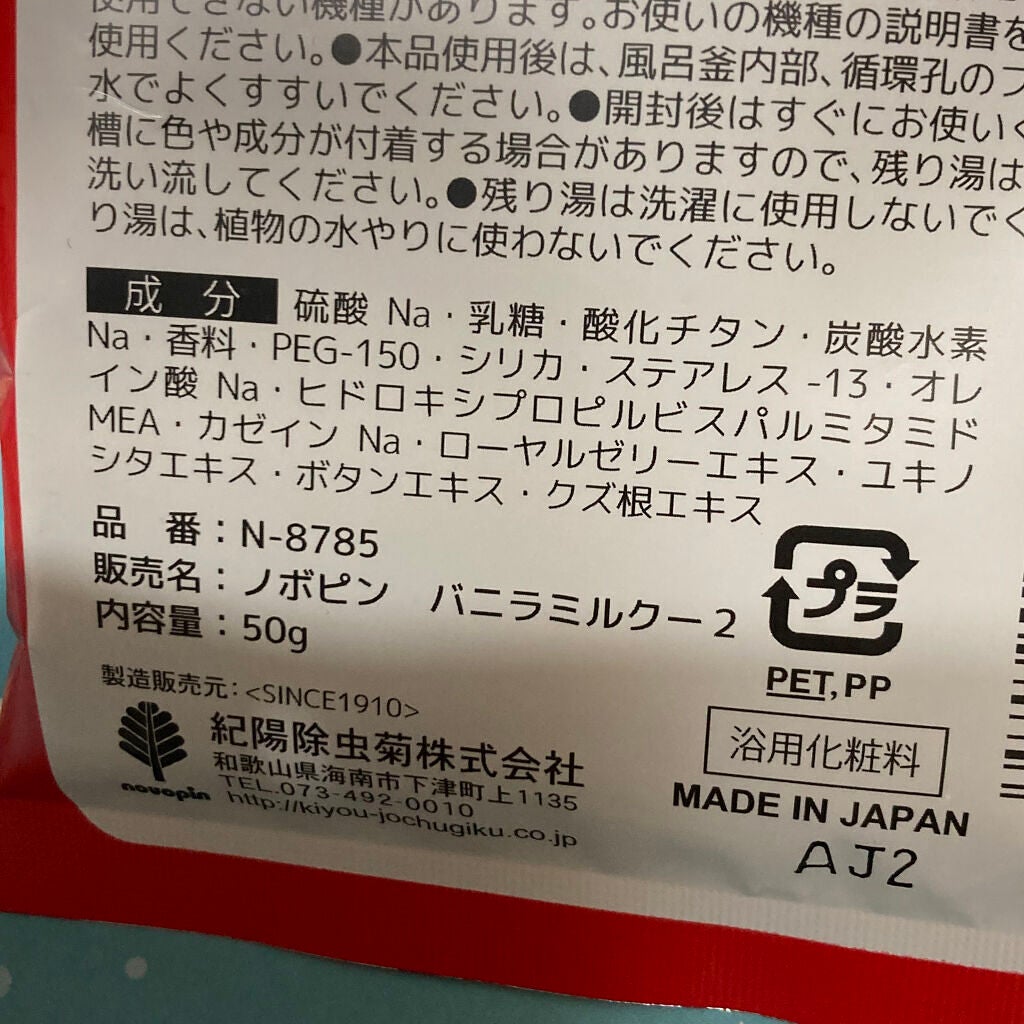 使用できない機種があります。お使いの機種の説明書を
使用ください。●本品使用後は、風呂釜内部、循環孔のフ
水でよくすすいでください。●開封後はすぐにお使いく
槽に色や成分が付着する場合がありますので、残り湯は
洗い流してください。●残り湯は洗濯に使用しないでく
り湯は、植物の水やりに使わないでください。
成 分 硫酸 Na・乳糖・酸化チタン・炭酸水素
Na・香料・PEG-150・シリカ・ステアレス -13・オレ
イン酸 Na・ヒドロキシプロピルビスパルミタミド
MEA・カゼイン Na・ローヤルゼリーエキス・ユキノ
シタエキス・ボタンエキス・クズ根エキス
品 番：N-8785
販売名：ノボピン バニラミルクー2
内容量：50g
プラ
PET, PP
製造販売元：<SINCE1910>
紀陽除虫菊株式会社
和歌山県海南市下津町上1135
TEL.073-492-0010
http://kiyou-jochugiku.co.jp
novopin
浴用化粧料
MADE IN JAPAN
AJ2